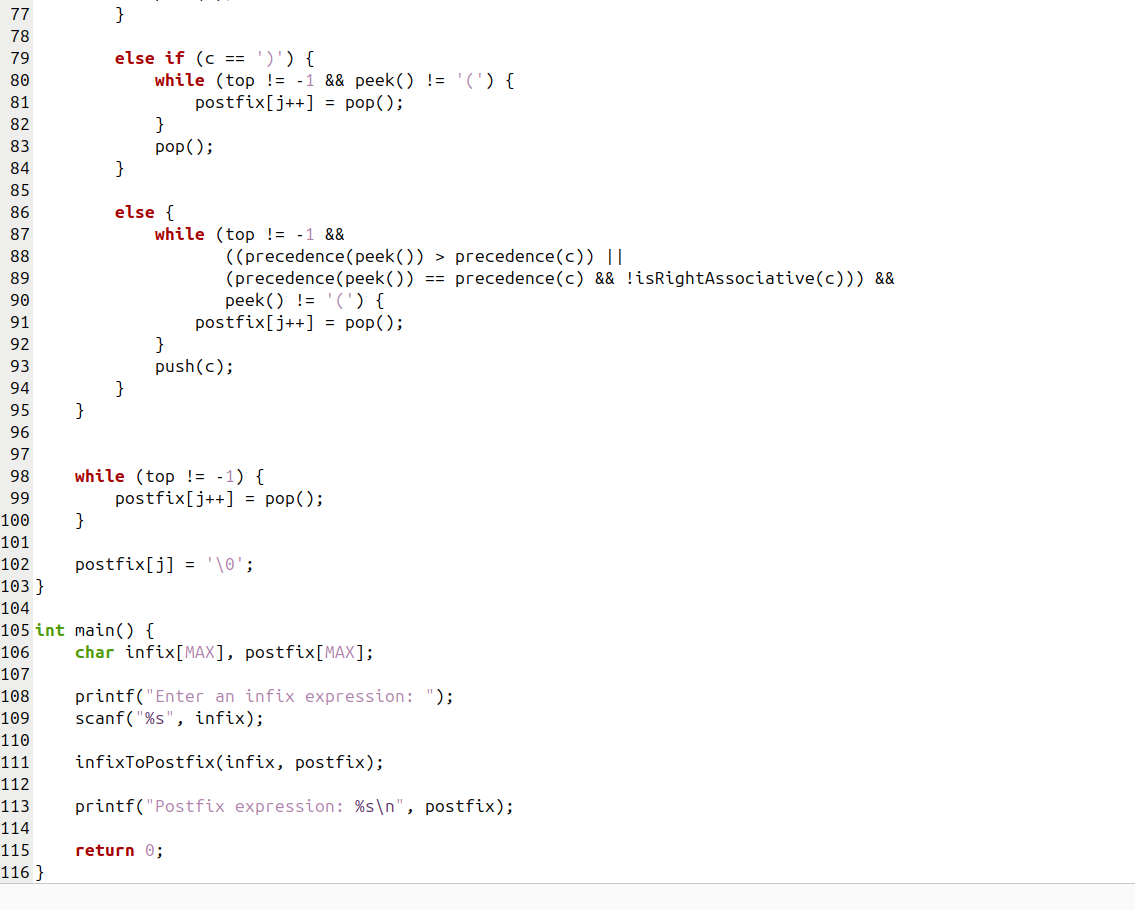 77         }
78
79         else if (c == ')') {
80             while (top != -1 && peek() != '(') {
81                 postfix[j++] = pop();
82             }
83             pop();
84         }
85
86         else {
87             while (top != -1 &&
88                    ((precedence(peek()) > precedence(c)) ||
89                    (precedence(peek()) == precedence(c) && !isRightAssociative(c))) &&
90                    peek() != '(') {
91                 postfix[j++] = pop();
92             }
93             push(c);
94         }
95     }
96
97
98     while (top != -1) {
99         postfix[j++] = pop();
100     }
101
102     postfix[j] = '\0';
103 }
104
105 int main() {
106     char infix[MAX], postfix[MAX];
107
108     printf("Enter an infix expression: ");
109     scanf("%s", infix);
110
111     infixToPostfix(infix, postfix);
112
113     printf("Postfix expression: %s\n", postfix);
114
115     return 0;
116 }